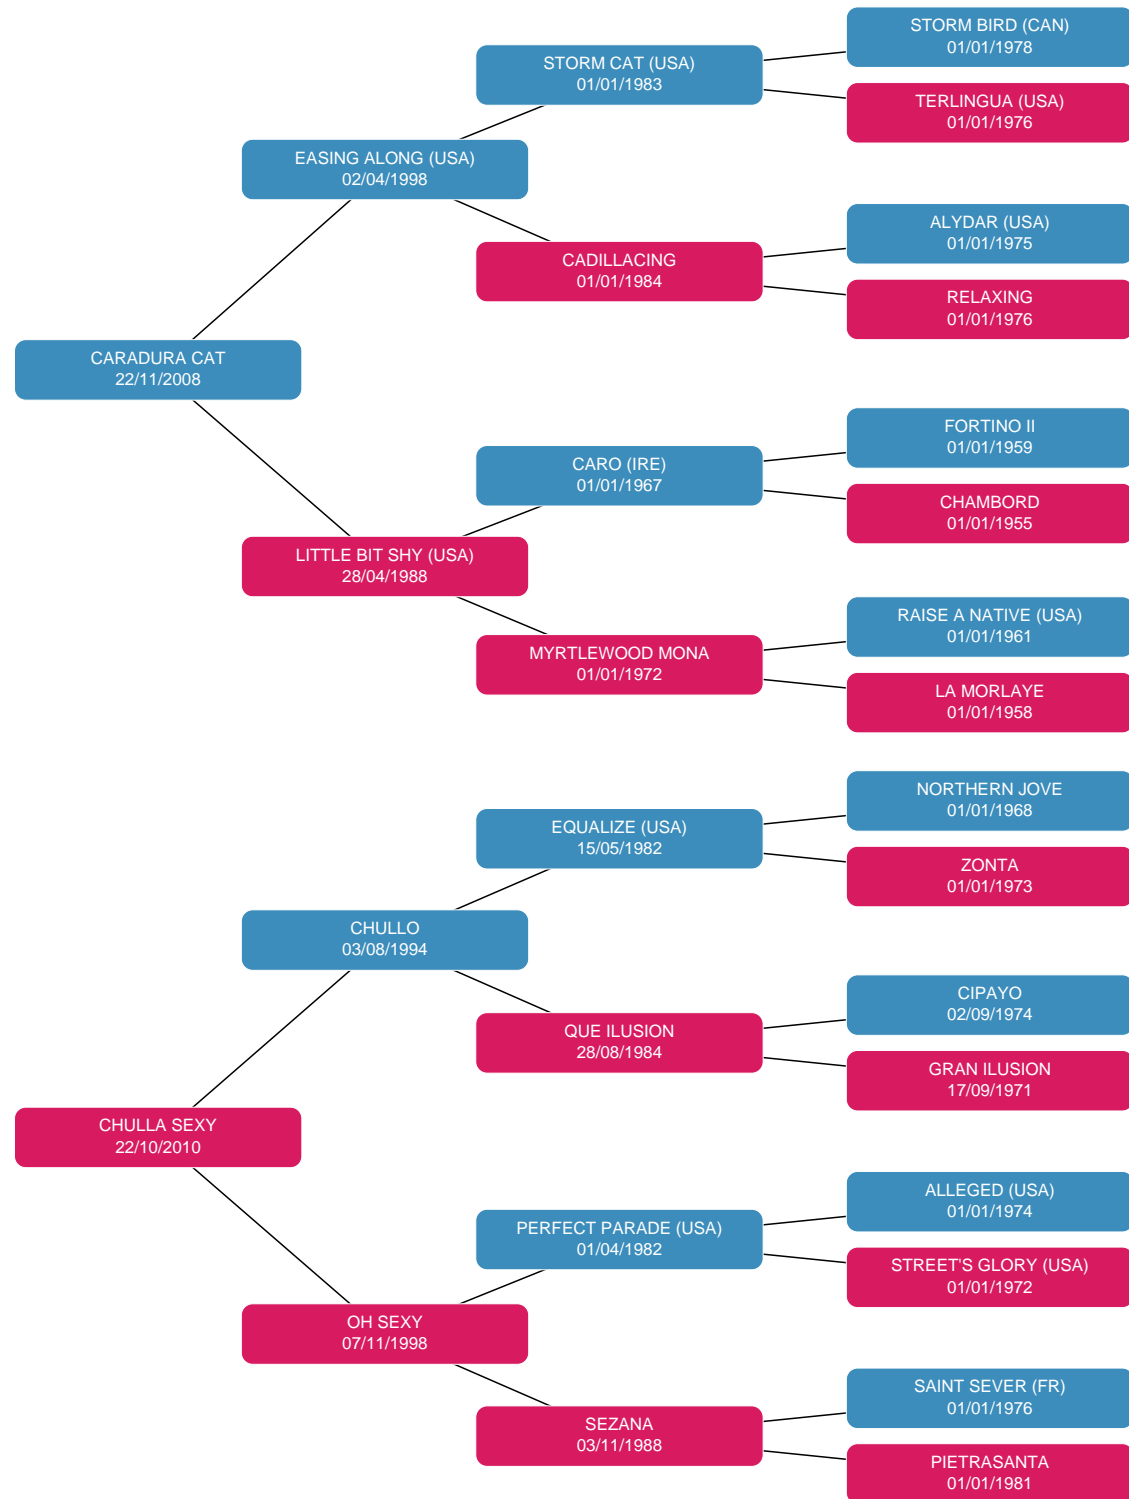 STORM BIRD (CAN)
01/01/1978
STORM CAT (USA)
01/01/1983
TERLINGUA (USA)
01/01/1976
EASING ALONG (USA)
02/04/1998
ALYDAR (USA)
01/01/1975
CADILLACING
01/01/1984
RELAXING
01/01/1976
CARADURA CAT
22/11/2008
FORTINO II
01/01/1959
CARO (IRE)
01/01/1967
CHAMBORD
01/01/1955
LITTLE BIT SHY (USA)
28/04/1988
RAISE A NATIVE (USA)
01/01/1961
MYRTLEWOOD MONA
01/01/1972
LA MORLAYE
01/01/1958
NORTHERN JOVE
01/01/1968
EQUALIZE (USA)
15/05/1982
ZONTA
01/01/1973
CHULLO
03/08/1994
CIPAYO
02/09/1974
QUE ILUSION
28/08/1984
GRAN ILUSION
17/09/1971
CHULLA SEXY
22/10/2010
ALLEGED (USA)
01/01/1974
PERFECT PARADE (USA)
01/04/1982
STREET'S GLORY (USA)
01/01/1972
OH SEXY
07/11/1998
SAINT SEVER (FR)
01/01/1976
SEZANA
03/11/1988
PIETRASANTA
01/01/1981